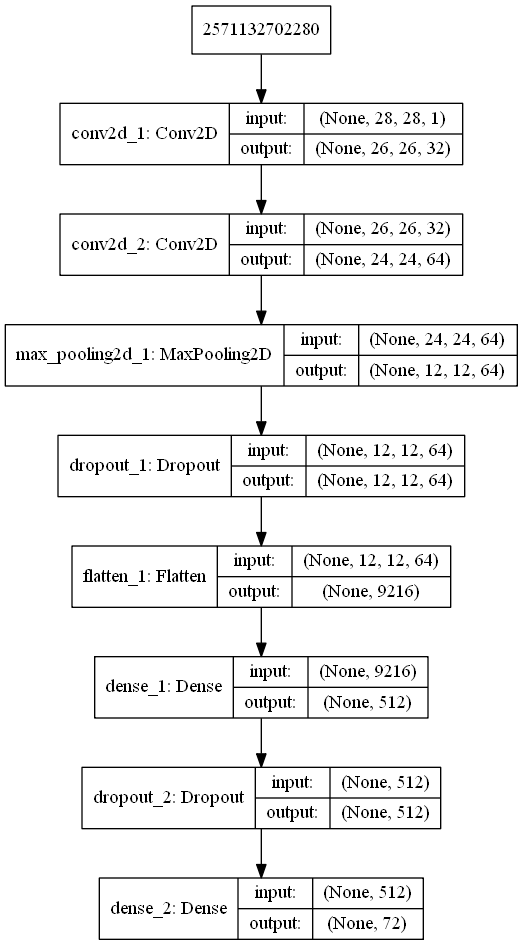 2571132702280
conv2d_1: Conv2D
input: (None, 28, 28, 1)
output: (None, 26, 26, 32)
conv2d_2: Conv2D
input: (None, 26, 26, 32)
output: (None, 24, 24, 64)
max_pooling2d_1: MaxPooling2D
input: (None, 24, 24, 64)
output: (None, 12, 12, 64)
dropout_1: Dropout
input: (None, 12, 12, 64)
output: (None, 12, 12, 64)
flatten_1: Flatten
input: (None, 12, 12, 64)
output: (None, 9216)
dense_1: Dense
input: (None, 9216)
output: (None, 512)
dropout_2: Dropout
input: (None, 512)
output: (None, 512)
dense_2: Dense
input: (None, 512)
output: (None, 72)